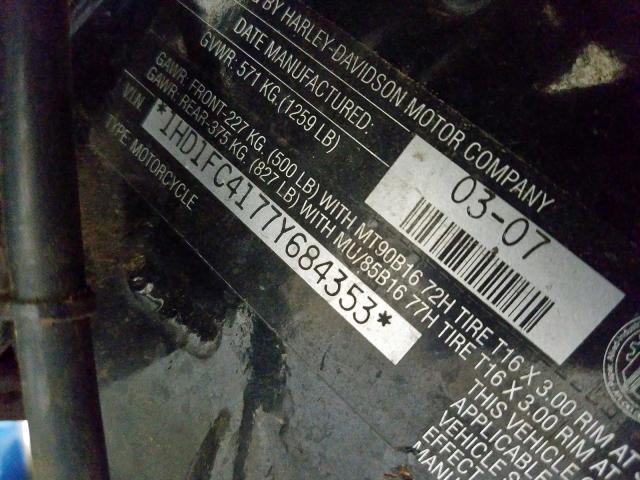 BY HARLEY-DAVIDSON MOTOR COMPANY
DATE MANUFACTURED: 03-07
GVWR: 571 KG. (1259 LB)
GAWR: FRONT-227 KG. (500 LB) WITH MT90B16 72H TIRE T16 X 3.00 RIM AT
GAWR: REAR-375 KG. (827 LB) WITH MU/85B16 77H TIRE T16 X 3.00 RIM AT
VIN *1HD1FC4177Y684353* THIS VEHICLE
TYPE MOTORCYCLE APPLICABLE
VEHICLE
EFFECT
MANU